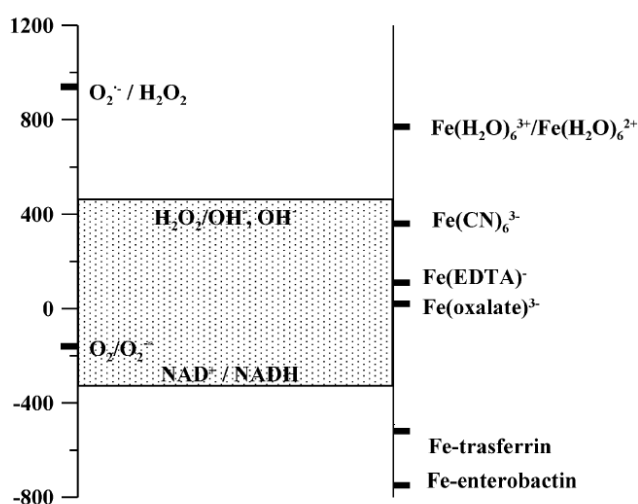 1200
O₂˙⁻ / H₂O₂
800
Fe(H₂O)₆³⁺/Fe(H₂O)₆²⁺
400
H₂O₂/OH˙, OH⁻
Fe(CN)₆³⁻
Fe(EDTA)⁻
0
Fe(oxalate)³⁻
O₂/O₂˙⁻
NAD⁺ / NADH
-400
Fe-trasferrin
Fe-enterobactin
-800